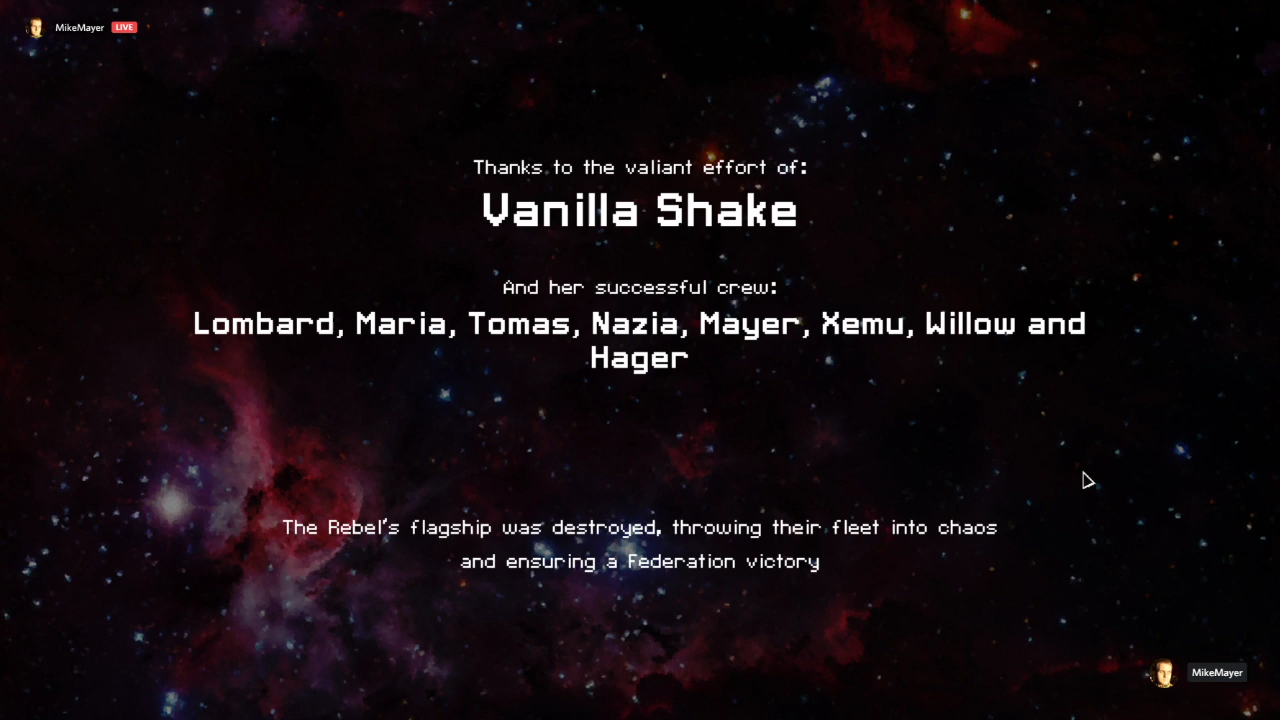 MikeMayer LIVE
Thanks to the valiant effort of:
Vanilla Shake
And her successful crew:
Lombard, Maria, Tomas, Nazia, Mayer, Xemu, Willow and
Hager
The Rebel's flagship was destroyed, throwing their fleet into chaos
and ensuring a Federation victory
MikeMayer